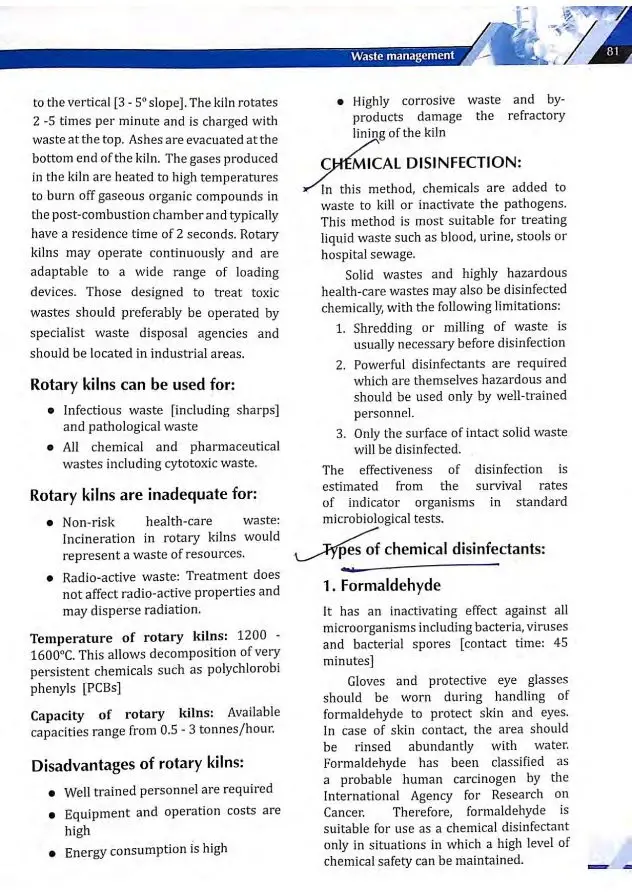 Waste management
81
to the vertical [3 - 5° slope]. The kiln rotates
2 -5 times per minute and is charged with
waste at the top. Ashes are evacuated at the
bottom end of the kiln. The gases produced
in the kiln are heated to high temperatures
to burn off gaseous organic compounds in
the post-combustion chamber and typically
have a residence time of 2 seconds. Rotary
kilns may operate continuously and are
adaptable to a wide range of loading
devices. Those designed to treat toxic
wastes should preferably be operated by
specialist waste disposal agencies and
should be located in industrial areas.
Rotary kilns can be used for:
• Infectious waste [including sharps]
and pathological waste
• All chemical and pharmaceutical
wastes including cytotoxic waste.
Rotary kilns are inadequate for:
• Non-risk health-care waste:
Incineration in rotary kilns would
represent a waste of resources.
• Radio-active waste: Treatment does
not affect radio-active properties and
may disperse radiation.
Temperature of rotary kilns: 1200 -
1600°C. This allows decomposition of very
persistent chemicals such as polychlorobi
phenyls [PCBs]
Capacity of rotary kilns: Available
capacities range from 0.5 - 3 tonnes/hour.
Disadvantages of rotary kilns:
• Well trained personnel are required
• Equipment and operation costs are
high
• Energy consumption is high
• Highly corrosive waste and by-
products damage the refractory
lining of the kiln
CHEMICAL DISINFECTION:
In this method, chemicals are added to
waste to kill or inactivate the pathogens.
This method is most suitable for treating
liquid waste such as blood, urine, stools or
hospital sewage.
Solid wastes and highly hazardous
health-care wastes may also be disinfected
chemically, with the following limitations:
1. Shredding or milling of waste is
usually necessary before disinfection
2. Powerful disinfectants are required
which are themselves hazardous and
should be used only by well-trained
personnel.
3. Only the surface of intact solid waste
will be disinfected.
The effectiveness of disinfection is
estimated from the survival rates
of indicator organisms in standard
microbiological tests.
Types of chemical disinfectants:
1. Formaldehyde
It has an inactivating effect against all
microorganisms including bacteria, viruses
and bacterial spores [contact time: 45
minutes]
Gloves and protective eye glasses
should be worn during handling of
formaldehyde to protect skin and eyes.
In case of skin contact, the area should
be rinsed abundantly with water.
Formaldehyde has been classified as
a probable human carcinogen by the
International Agency for Research on
Cancer. Therefore, formaldehyde is
suitable for use as a chemical disinfectant
only in situations in which a high level of
chemical safety can be maintained.